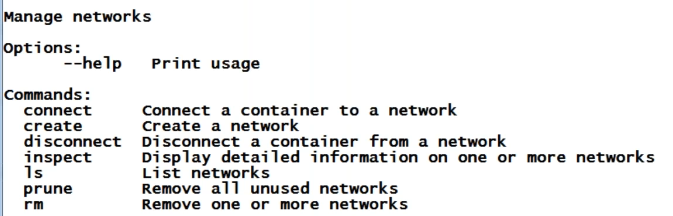 Manage networks
Options:
--help Print usage
Commands:
connect Connect a container to a network
create Create a network
disconnect Disconnect a container from a network
inspect Display detailed information on one or more networks
ls List networks
prune Remove all unused networks
rm Remove one or more networks